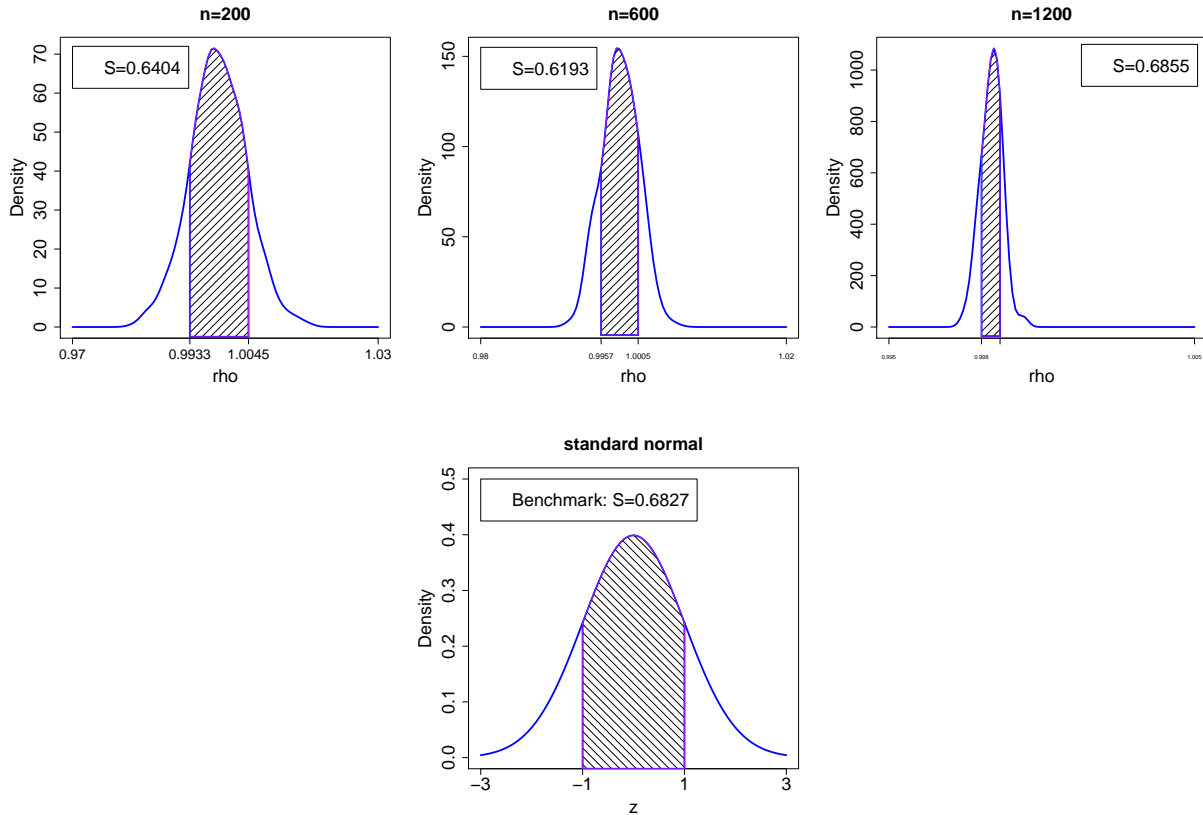 n=200
S=0.6404
Density
0 10 20 30 40 50 60 70
0.97 0.9933 1.0045 1.03
rho
n=600
S=0.6193
Density
0 50 100 150
0.98 0.9957 1.0005 1.02
rho
n=1200
S=0.6855
Density
0 200 400 600 800 1000
0.995 0.998 1.005
rho
standard normal
Benchmark: S=0.6827
Density
0.0 0.1 0.2 0.3 0.4 0.5
−3 −1 1 3
z